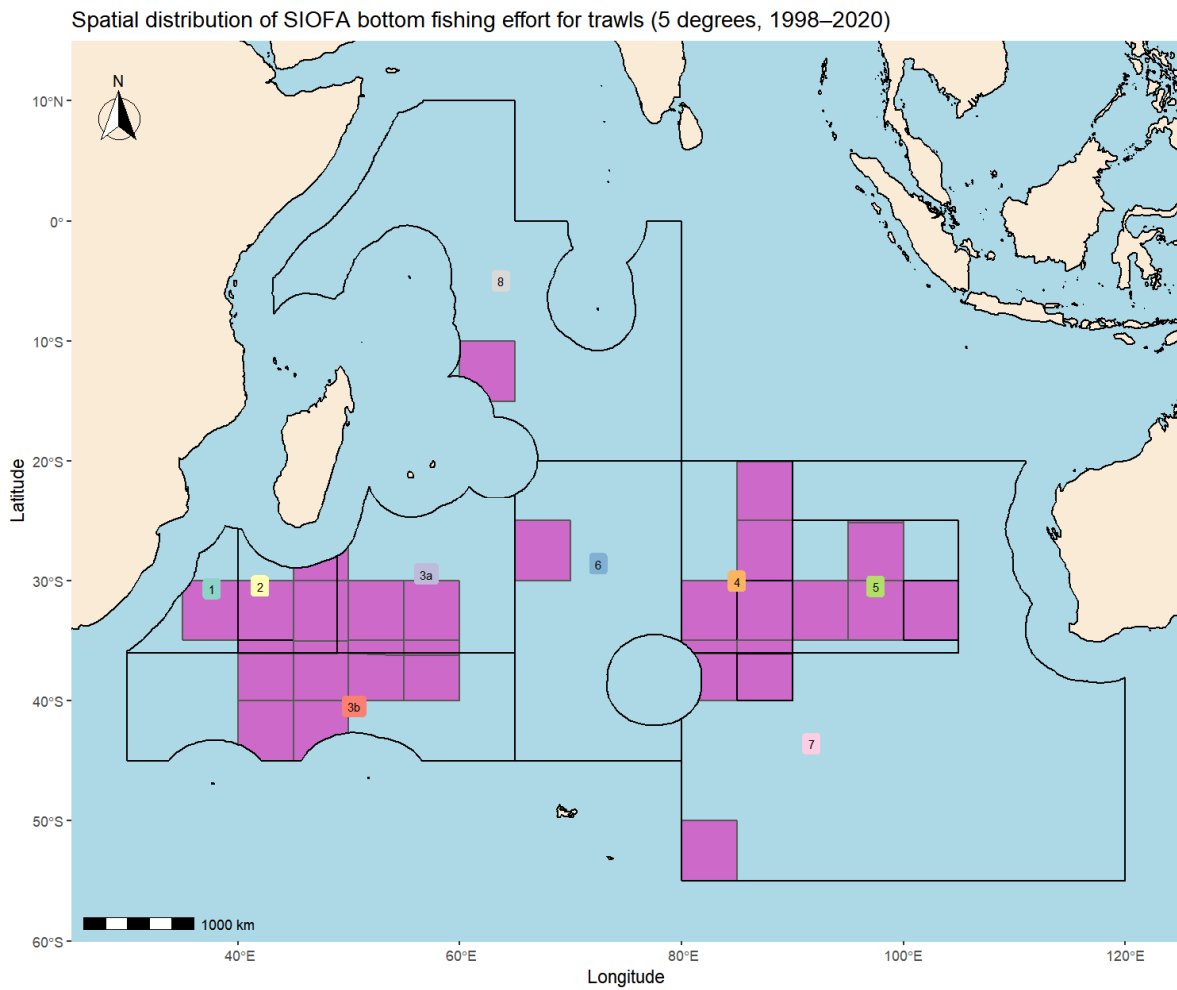 Spatial distribution of SIOFA bottom fishing effort for trawls (5 degrees, 1998–2020)
N
10°N
0°
8
10°S
20°S
Latitude
6
3a
30°S
1
2
4
5
40°S
3b
7
50°S
1000 km
60°S
40°E 60°E 80°E 100°E 120°E
Longitude